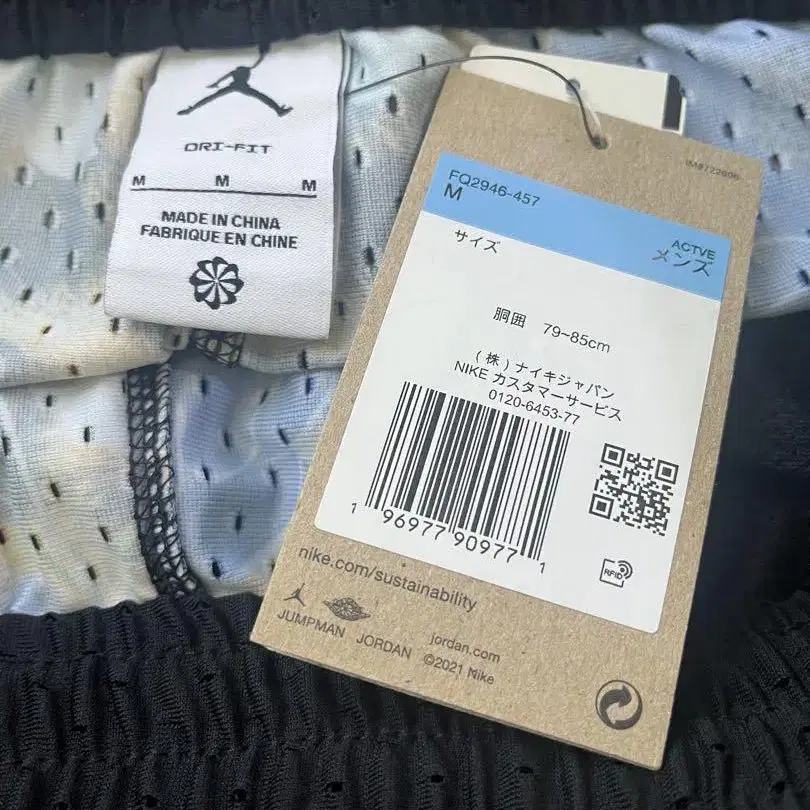 DRI-FIT
M M M
MADE IN CHINA
FABRIQUE EN CHINE
FQ2946-457
M
サイズ
ACTVE
メンズ
胴囲 79~85cm
(株)ナイキジャパン
NIKE カスタマーサービス
0120-6453-77
1 96977 90977 1
RFID
nike.com/sustainability
JUMPMAN JORDAN
jordan.com
©2021 Nike